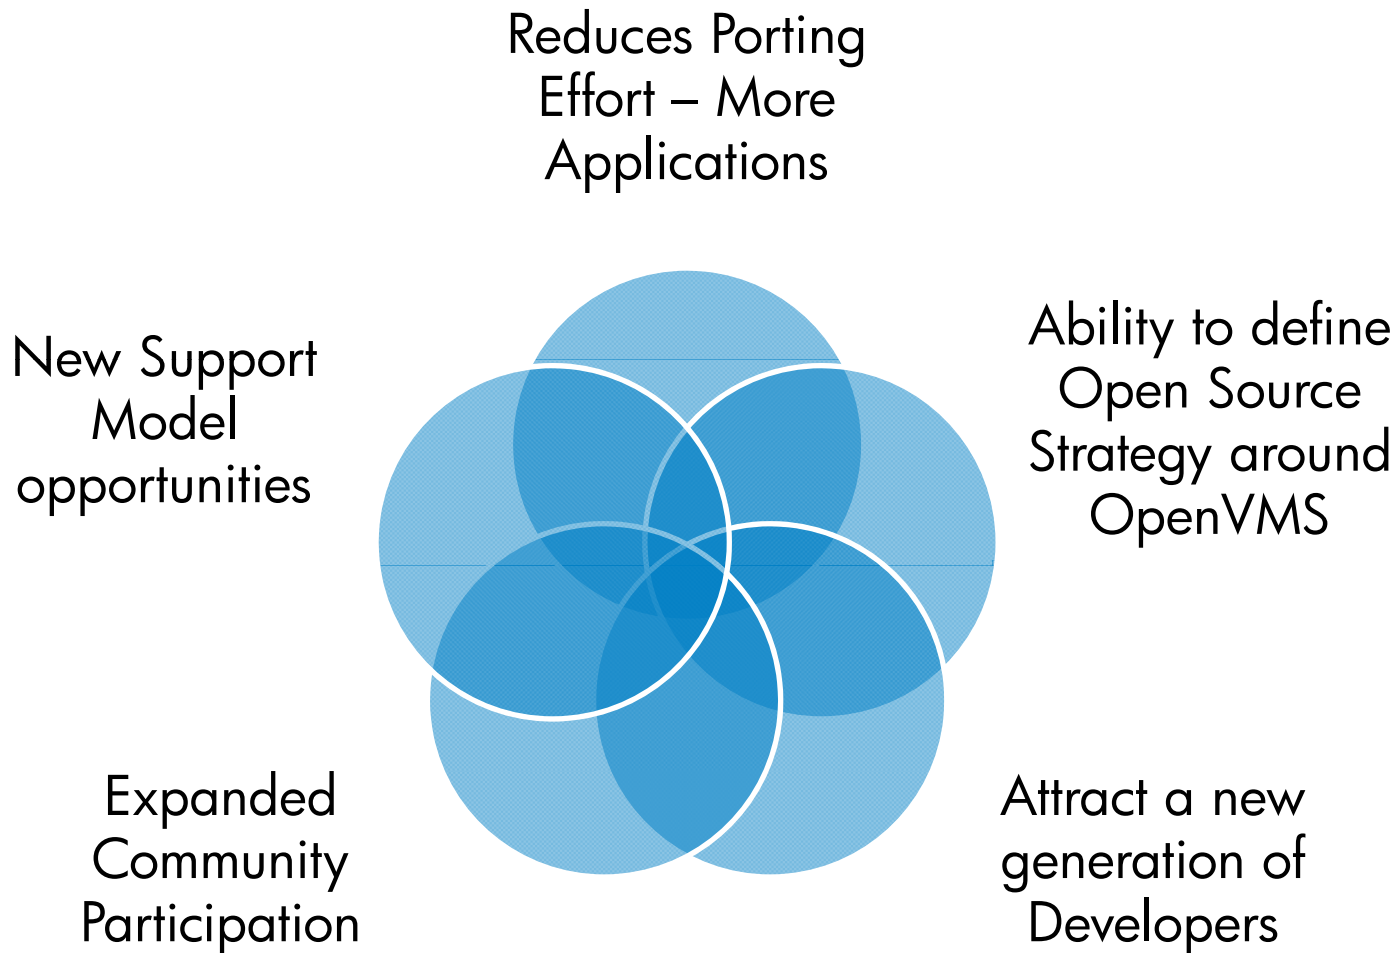 Reduces Porting
Effort – More
Applications
New Support
Model
opportunities
Ability to define
Open Source
Strategy around
OpenVMS
Expanded
Community
Participation
Attract a new
generation of
Developers